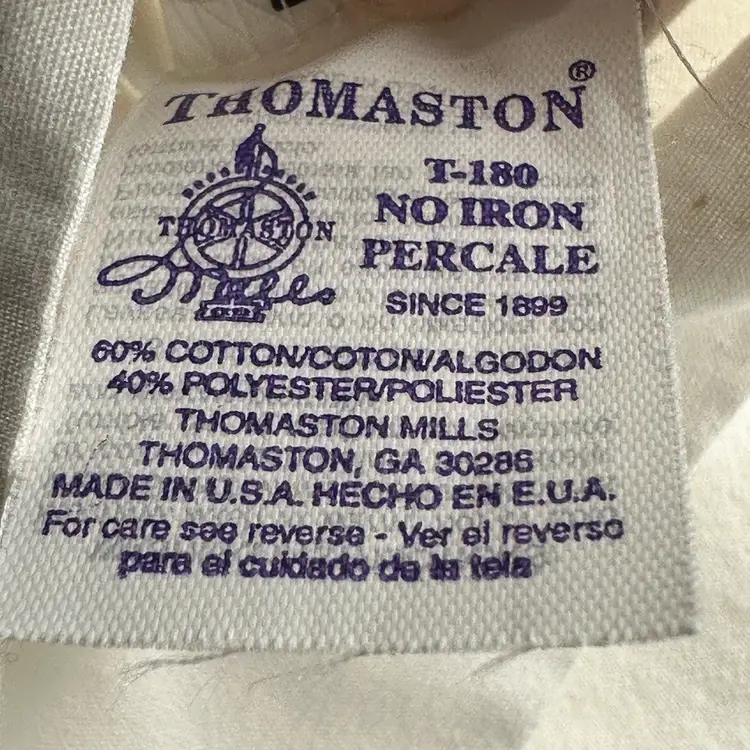 THOMASTON®
THOMASTON
Mills
T-180
NO IRON
PERCALE
SINCE 1899
60% COTTON/COTON/ALGODON
40% POLYESTER/POLIESTER
THOMASTON MILLS
THOMASTON, GA 30286
MADE IN U.S.A. HECHO EN E.U.A.
For care see reverse - Ver el reverso
para el cuidado de la tela